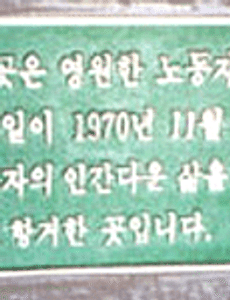 곳은 영원한 노동자
일이 1970년 11월
자의 인간다운 삶을
항거한 곳입니다.